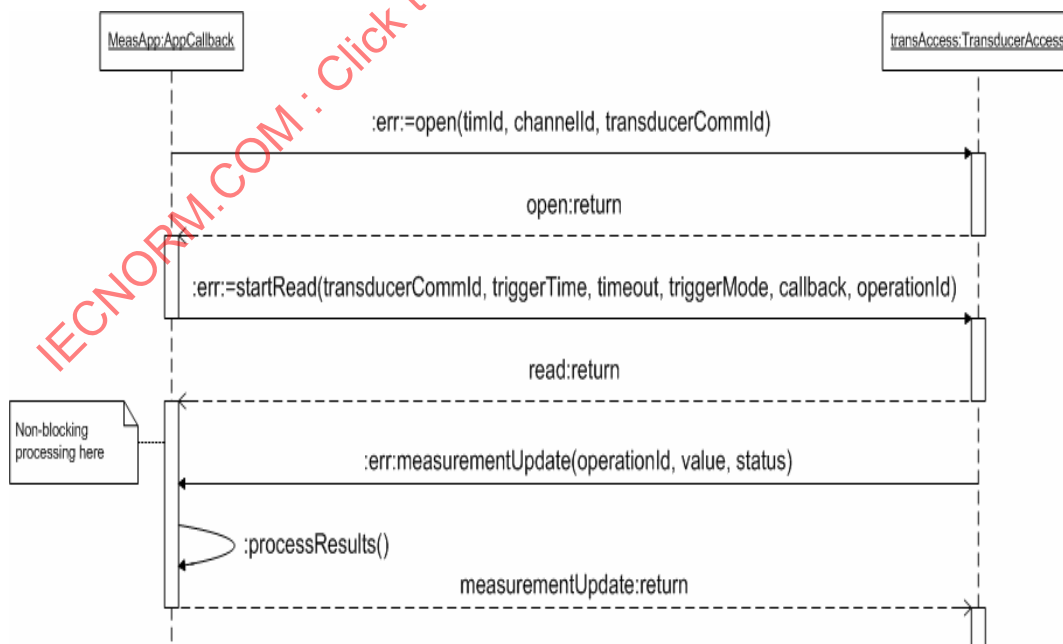 MeasApp:AppCallback
transAccess:TransducerAccess
:err:=open(timId, channelId, transducerCommId)
open:return
:err:=startRead(transducerCommId, triggerTime, timeout, triggerMode, callback, operationId)
read:return
Non-blocking
processing here
:err:measurementUpdate(operationId, value, status)
:processResults()
measurementUpdate:return
IECNORM.COM : Click t